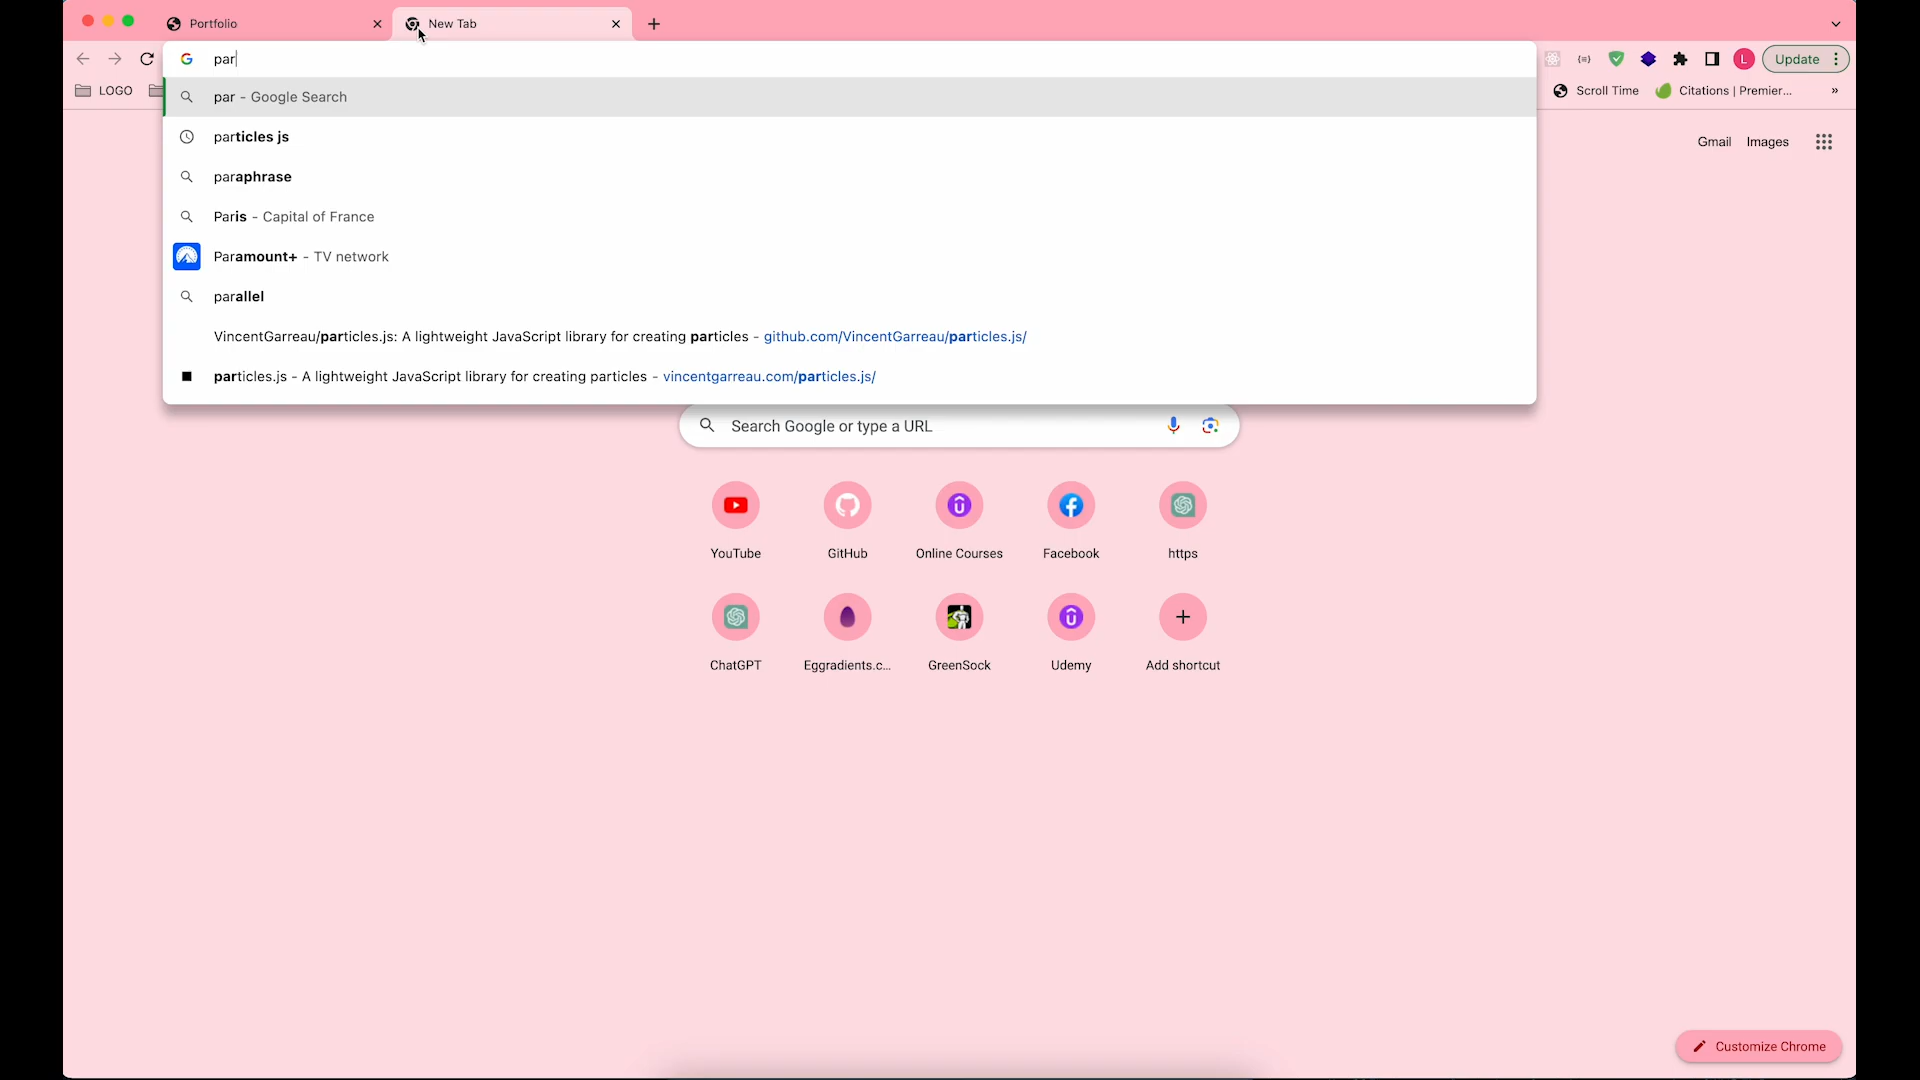 Portfolio
New Tab
par
Update
par - Google Search
LOGO
Scroll Time
Citations | Premier...
»
particles js
Gmail
Images
paraphrase
Paris - Capital of France
Paramount+ - TV network
parallel
VincentGarreau/particles.js: A lightweight JavaScript library for creating particles - github.com/VincentGarreau/particles.js/
particles.js - A lightweight JavaScript library for creating particles - vincentgarreau.com/particles.js/
Search Google or type a URL
YouTube
GitHub
Online Courses
Facebook
https
ChatGPT
Eggradients.c...
GreenSock
Udemy
Add shortcut
Customize Chrome
L